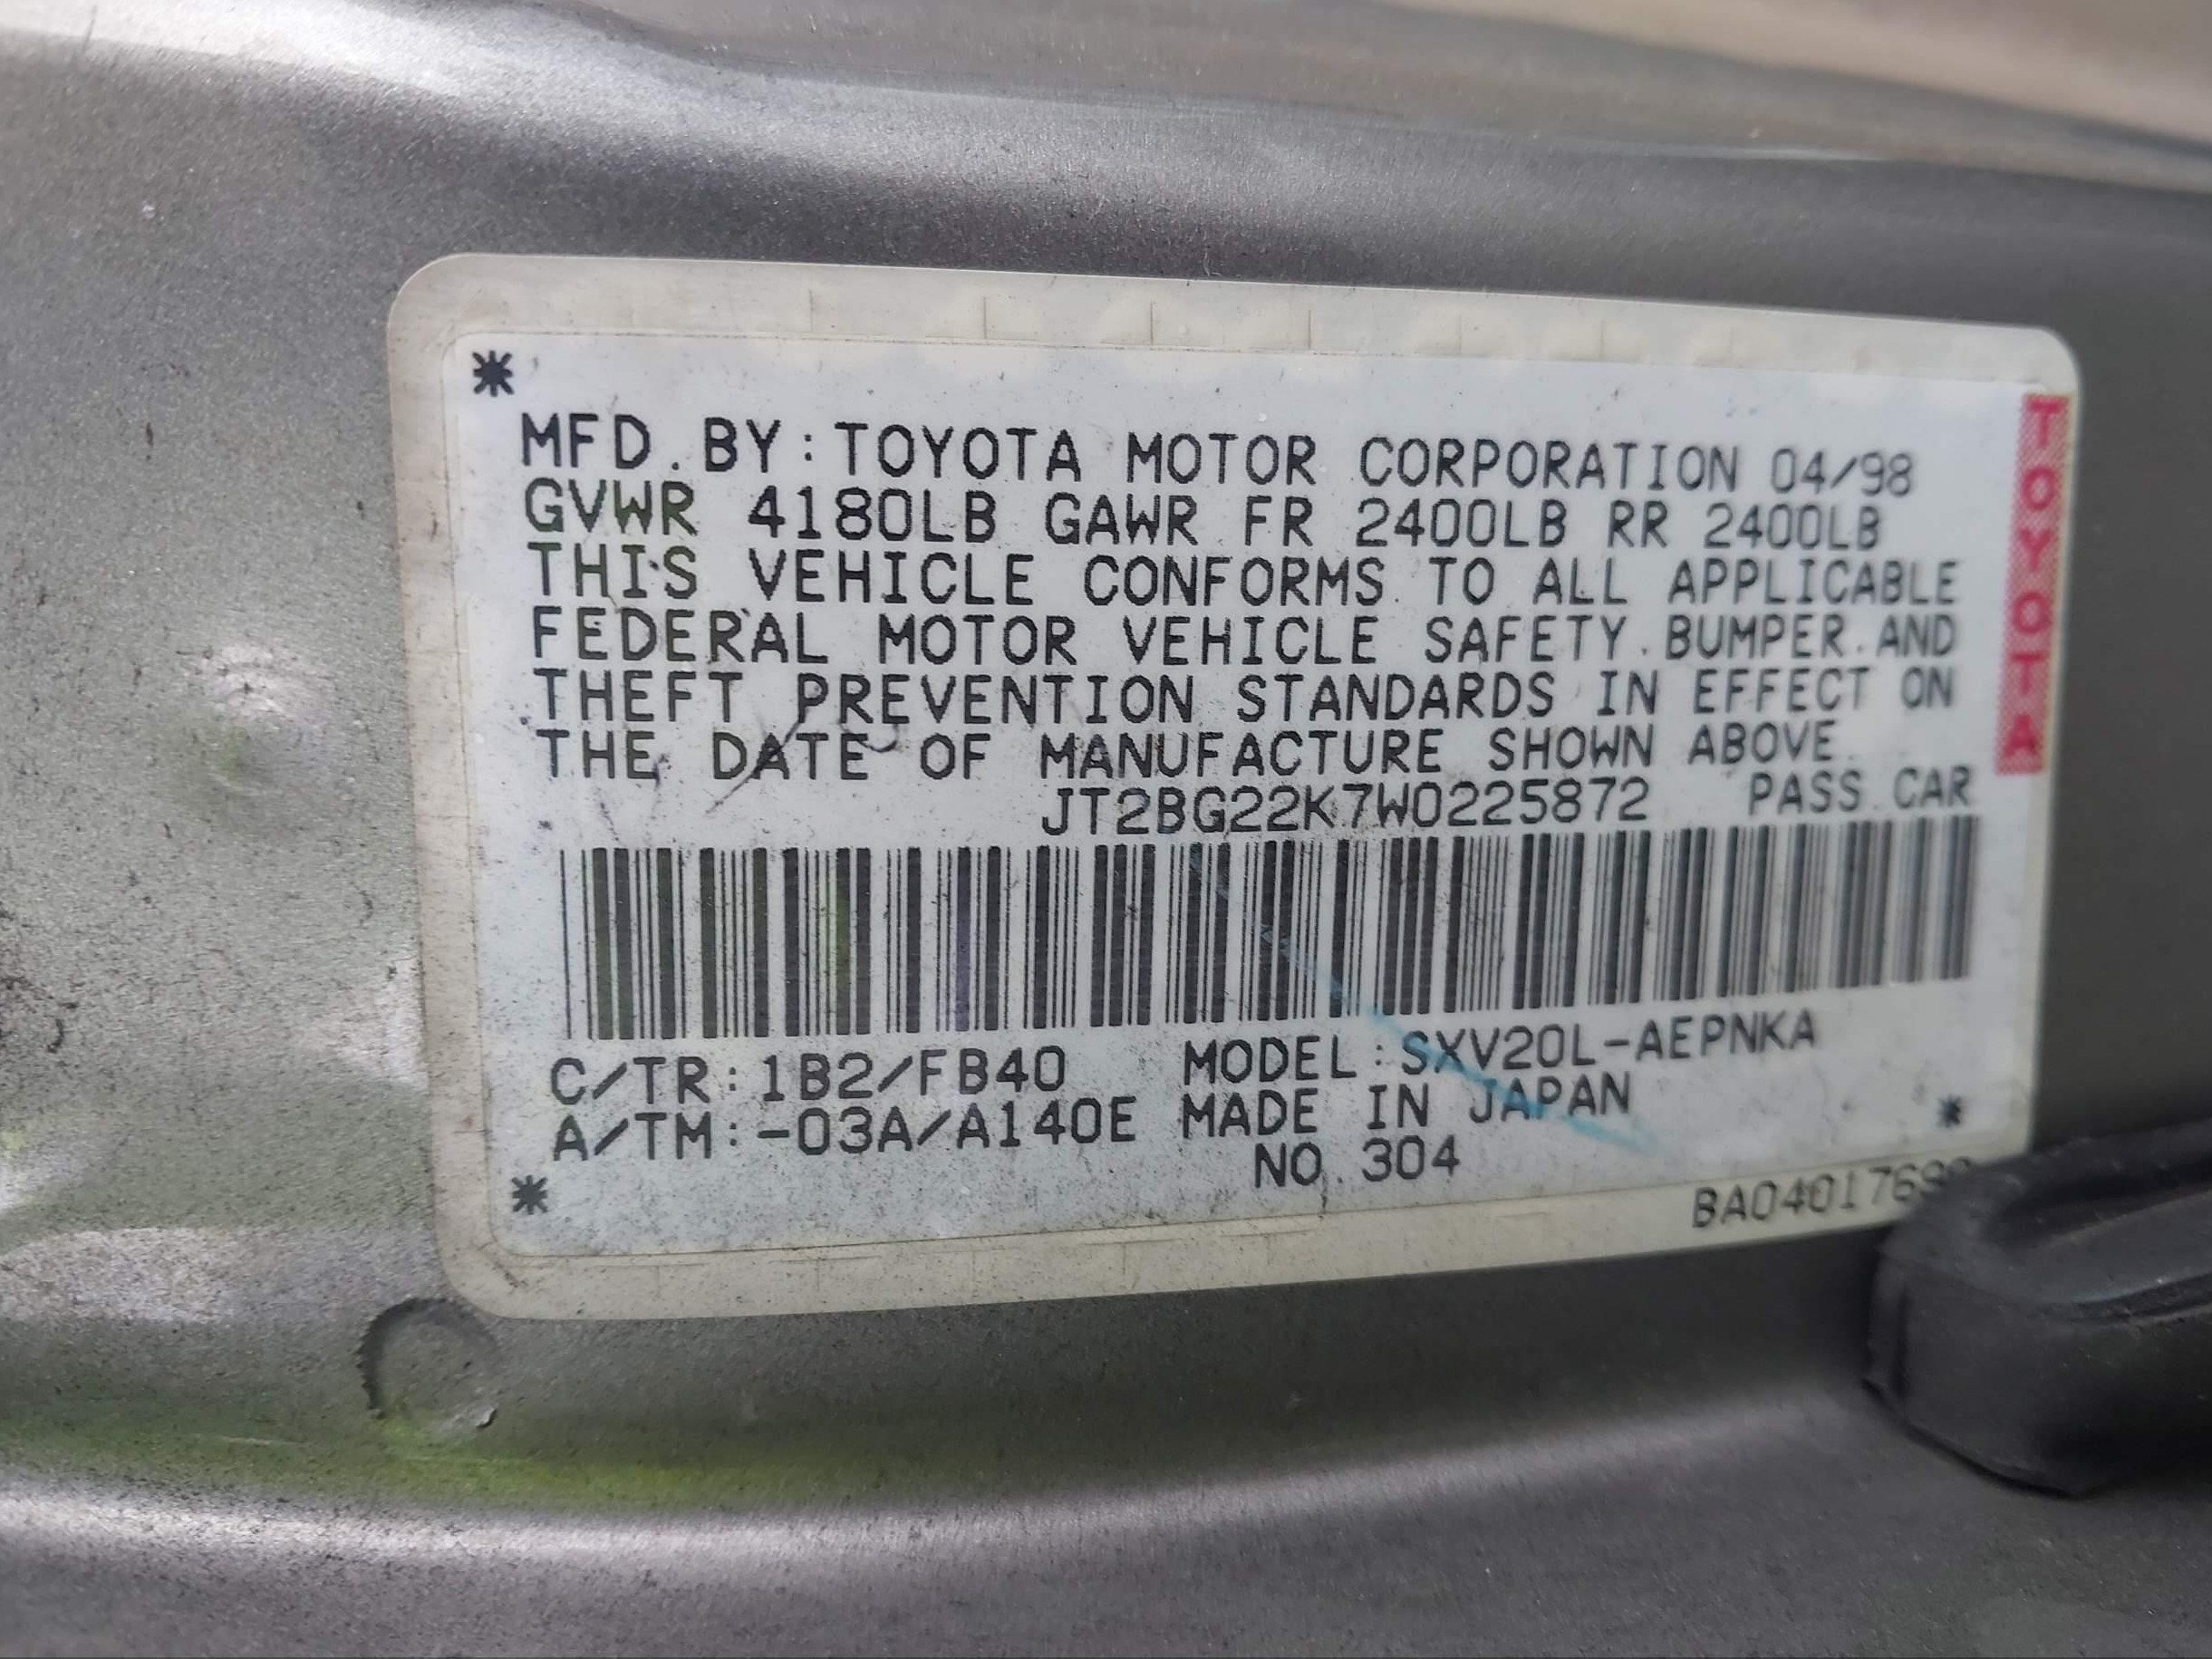 MFD. BY: TOYOTA MOTOR CORPORATION 04/98
GVWR 4180LB GAWR FR 2400LB RR 2400LB
THIS VEHICLE CONFORMS TO ALL APPLICABLE
FEDERAL MOTOR VEHICLE SAFETY. BUMPER. AND
THEFT PREVENTION STANDARDS IN EFFECT ON
THE DATE OF MANUFACTURE SHOWN ABOVE.
JT2BG22K7W0225872 PASS. CAR
C/TR: 1B2/FB40 MODEL: SXV20L-AEPNKA
A/TM: -03A/A140E MADE IN JAPAN
NO. 304
TOYOTA